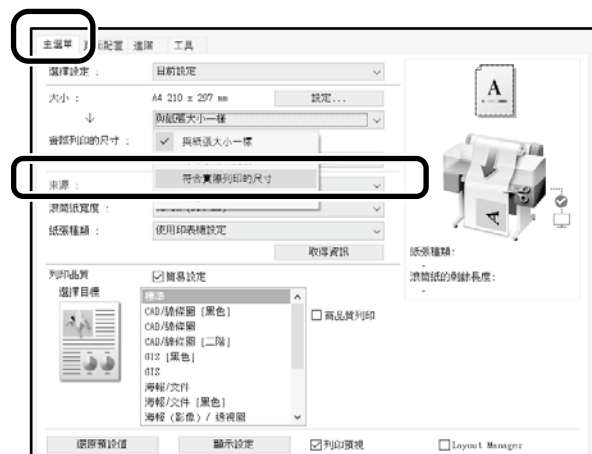 主選單 配置 進階 工具
選擇設定 : 目前設定
大小 : A4 210 x 297 mm 設定...
↓ 與紙張大小一樣
實際列印的尺寸 : ✓ 與紙張大小一樣
符合實際列印的尺寸
來源 :
滾筒紙寬度 :
紙張種類 : 使用印表機設定
取得資訊
紙張種類:
-
滾筒紙的剩餘長度:
-
列印品質 ☑簡易設定
選擇目標
標準
CAD/線條圖 [黑色]
CAD/線條圖
CAD/線條圖 [二階]
GIS [黑色]
GIS
海報/文件
海報/文件 [黑色]
海報 (影像) / 透視圖
高品質列印
還原預設值 顯示設定 ☑列印預視 Layout Manager
A